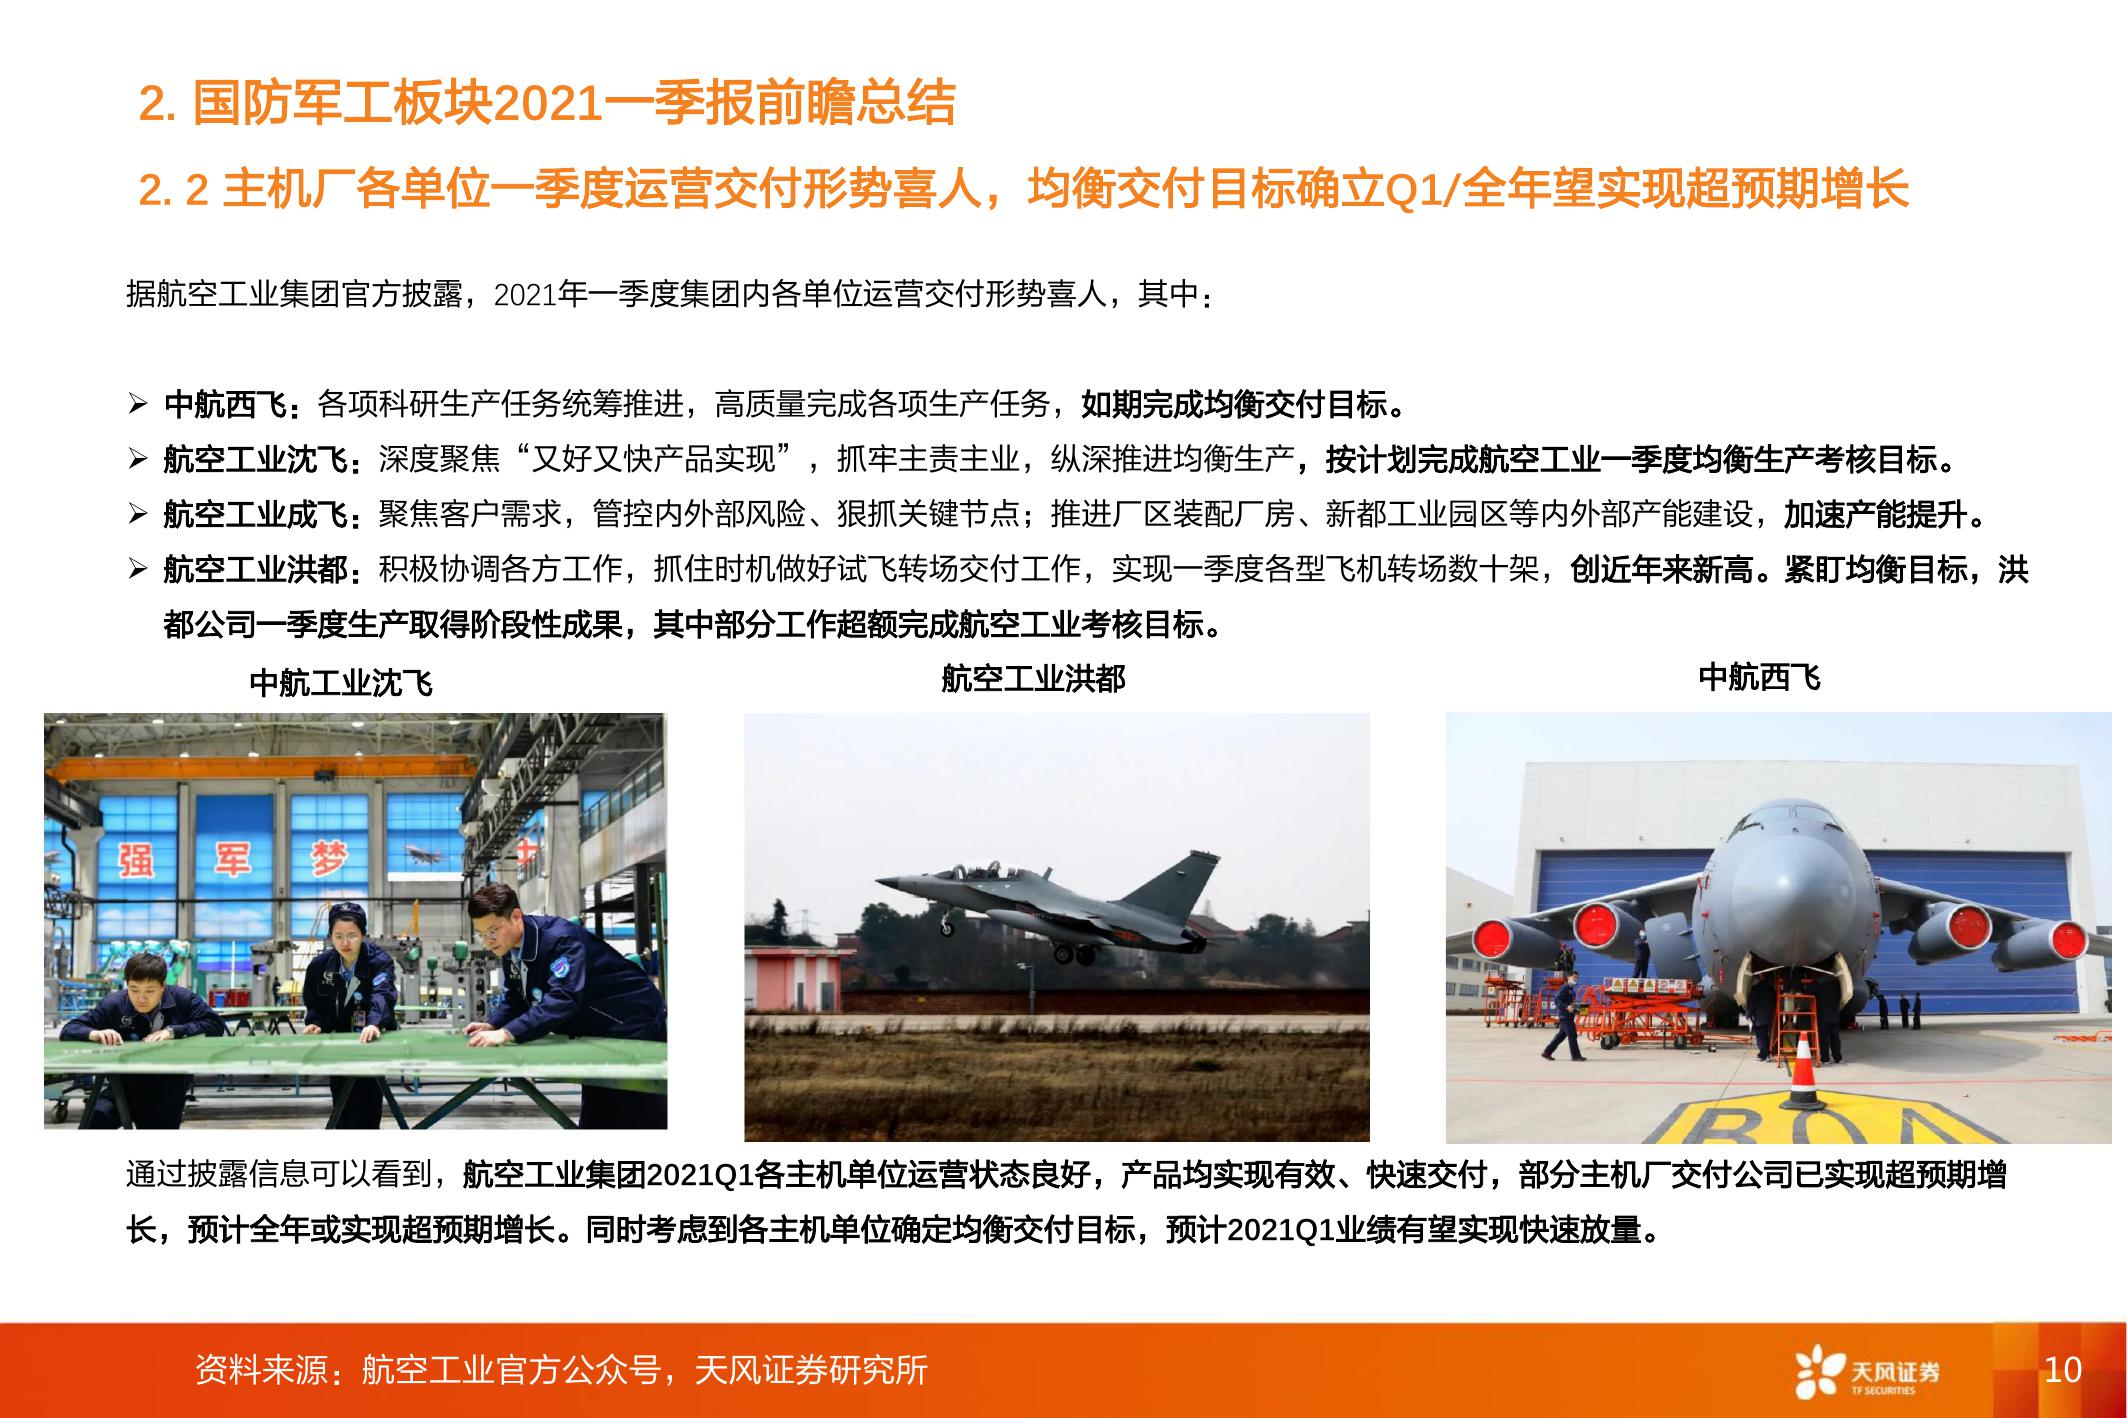 2. 国防军工板块2021一季报前瞻总结
2. 2 主机厂各单位一季度运营交付形势喜人，均衡交付目标确立Q1/全年望实现超预期增长
据航空工业集团官方披露，2021年一季度集团内各单位运营交付形势喜人，其中：
➢ 中航西飞：各项科研生产任务统筹推进，高质量完成各项生产任务，如期完成均衡交付目标。
➢ 航空工业沈飞：深度聚焦“又好又快产品实现”，抓牢主责主业，纵深推进均衡生产，按计划完成航空工业一季度均衡生产考核目标。
➢ 航空工业成飞：聚焦客户需求，管控内外部风险、狠抓关键节点；推进厂区装配厂房、新都工业园区等内外部产能建设，加速产能提升。
➢ 航空工业洪都：积极协调各方工作，抓住时机做好试飞转场交付工作，实现一季度各型飞机转场数十架，创近年来新高。紧盯均衡目标，洪
都公司一季度生产取得阶段性成果，其中部分工作超额完成航空工业考核目标。
中航工业沈飞
航空工业洪都
中航西飞
强 军 梦
通过披露信息可以看到，航空工业集团2021Q1各主机单位运营状态良好，产品均实现有效、快速交付，部分主机厂交付公司已实现超预期增
长，预计全年或实现超预期增长。同时考虑到各主机单位确定均衡交付目标，预计2021Q1业绩有望实现快速放量。
资料来源：航空工业官方公众号，天风证券研究所
天风证券
TF SECURITIES
10